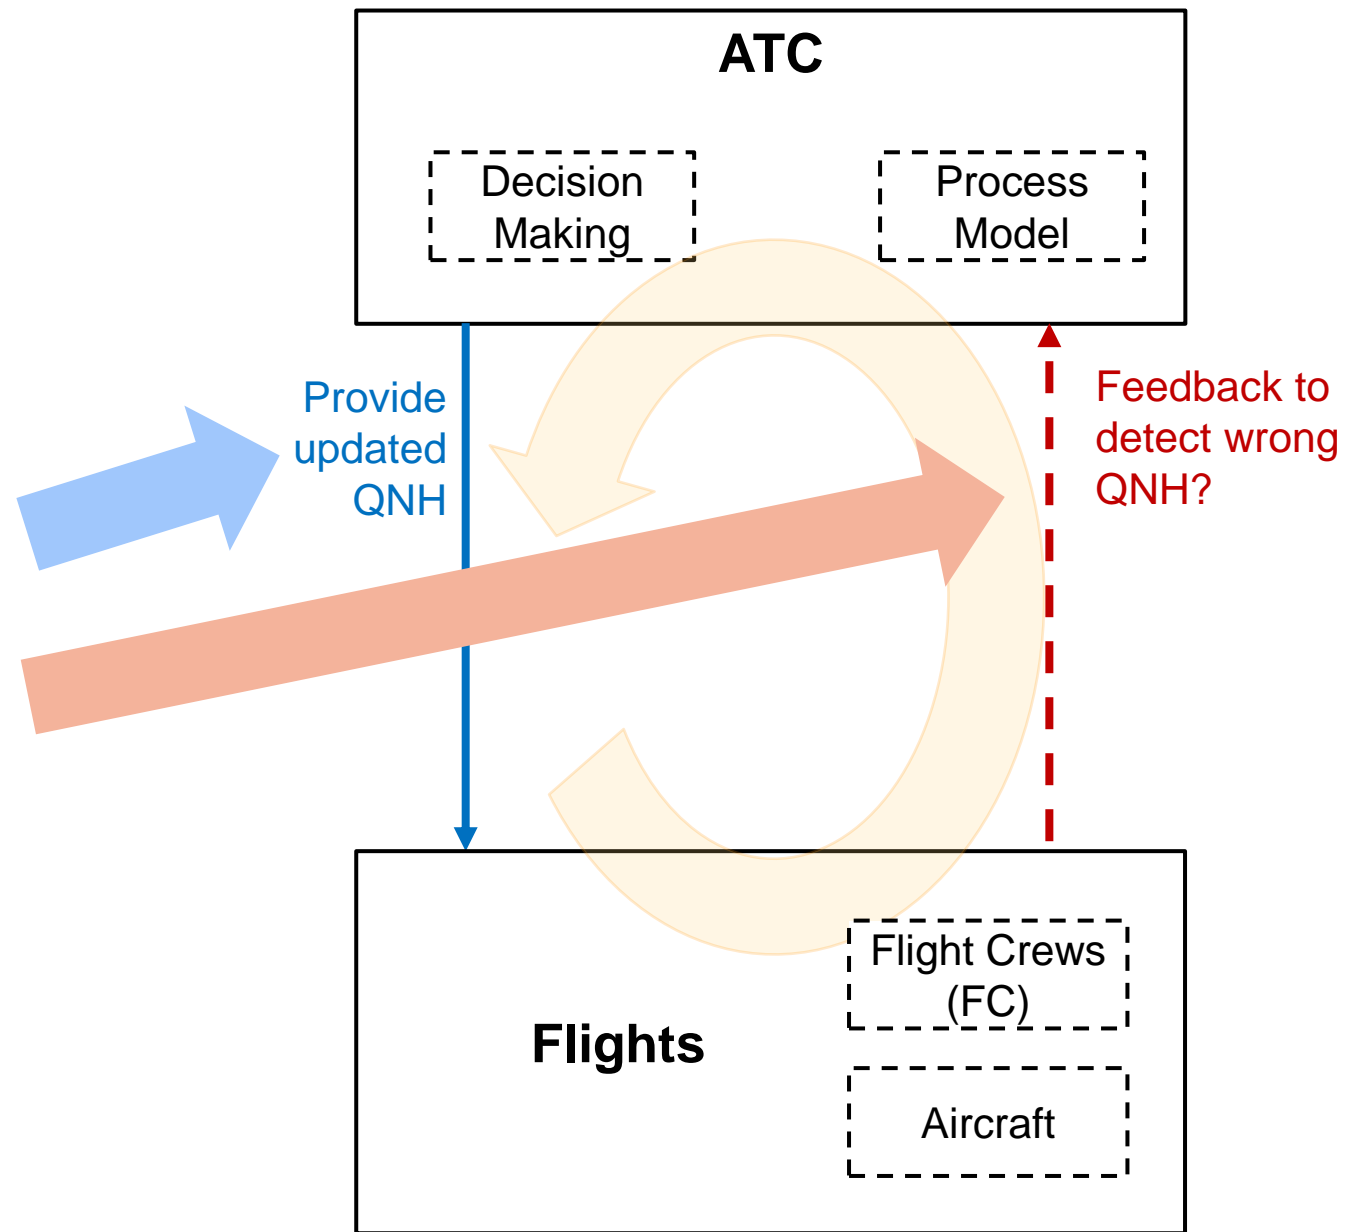 ATC
Decision
Making
Process
Model
Provide
updated
QNH
Feedback to
detect wrong
QNH?
Flight Crews
(FC)
Flights
Aircraft